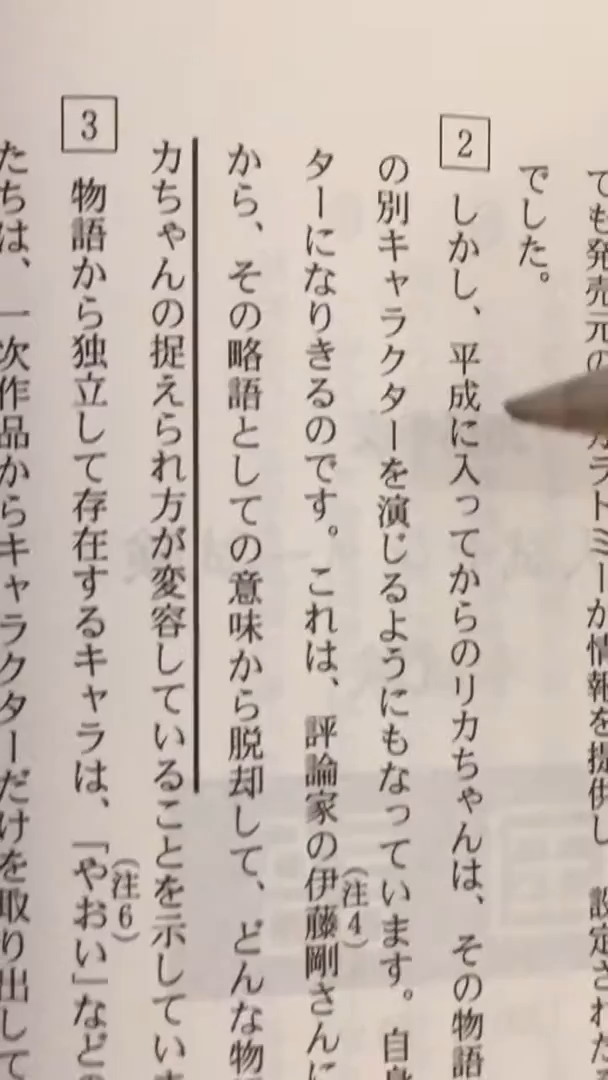 ても発売元の
ラトミーが情報を提供し
設定された
でした。
2
しかし、平成に入ってからのリカちゃんは、その物語
の別キャラクターを演じるようにもなっています。自身
ターになりきるのです。これは、評論家の伊藤剛さんに
(注4)
から、その略語としての意味から脱却して、どんな物
カちゃんの捉えられ方が変容していることを示していま
3
物語から独立して存在するキャラは、「やおい」などの
(注6)
たちは、一次作品からキャラクターだけを取り出して